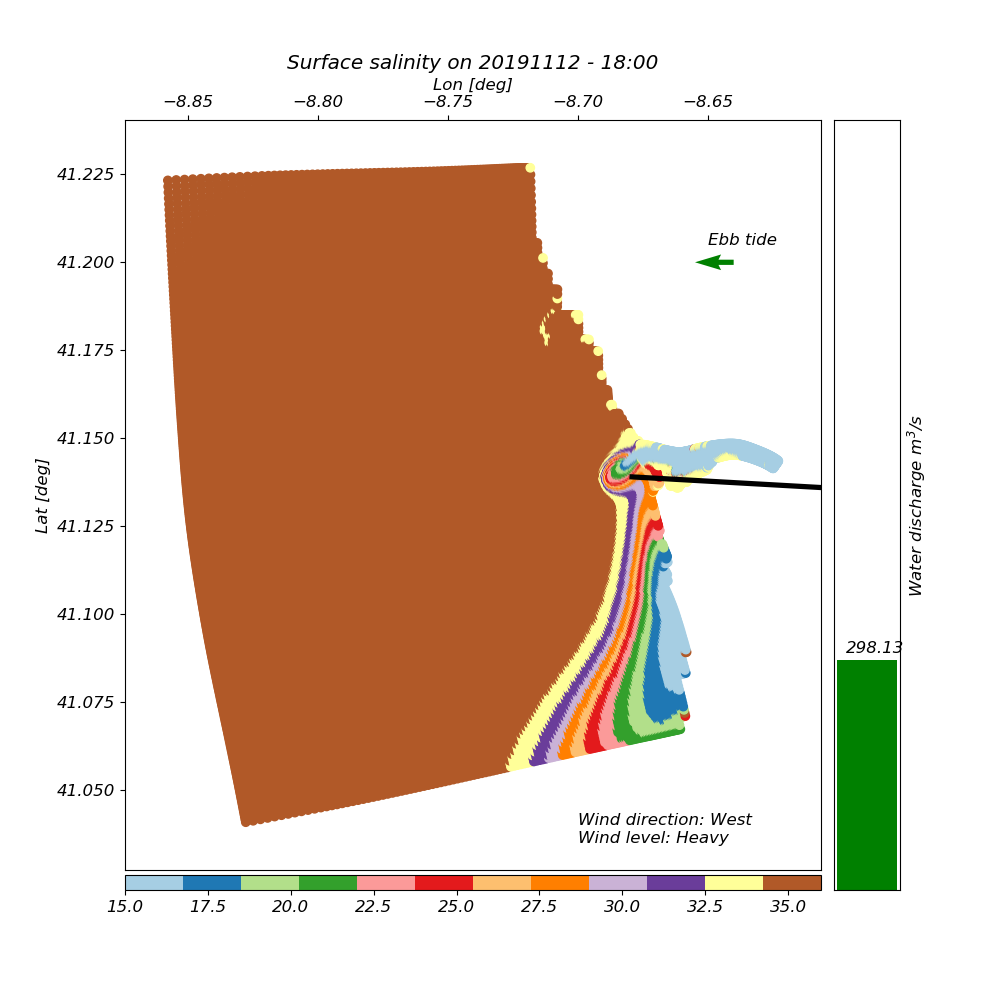 Surface salinity on 20191112 - 18:00
Lon [deg]
−8.85 −8.80 −8.75 −8.70 −8.65
41.225
41.200
41.175
41.150
41.125
41.100
41.075
41.050
Lat [deg]
Ebb tide
Water discharge m³/s
298.13
Wind direction: West
Wind level: Heavy
15.0 17.5 20.0 22.5 25.0 27.5 30.0 32.5 35.0